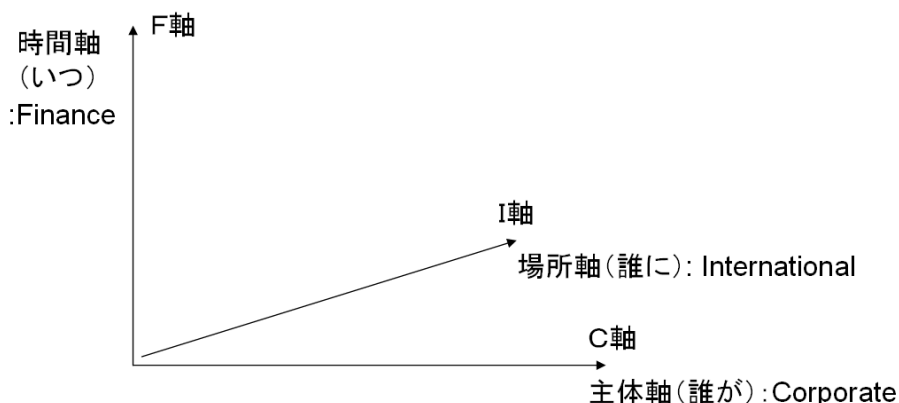 F軸
時間軸
（いつ）
:Finance
I軸
場所軸（誰に）: International
C軸
主体軸（誰が）: Corporate